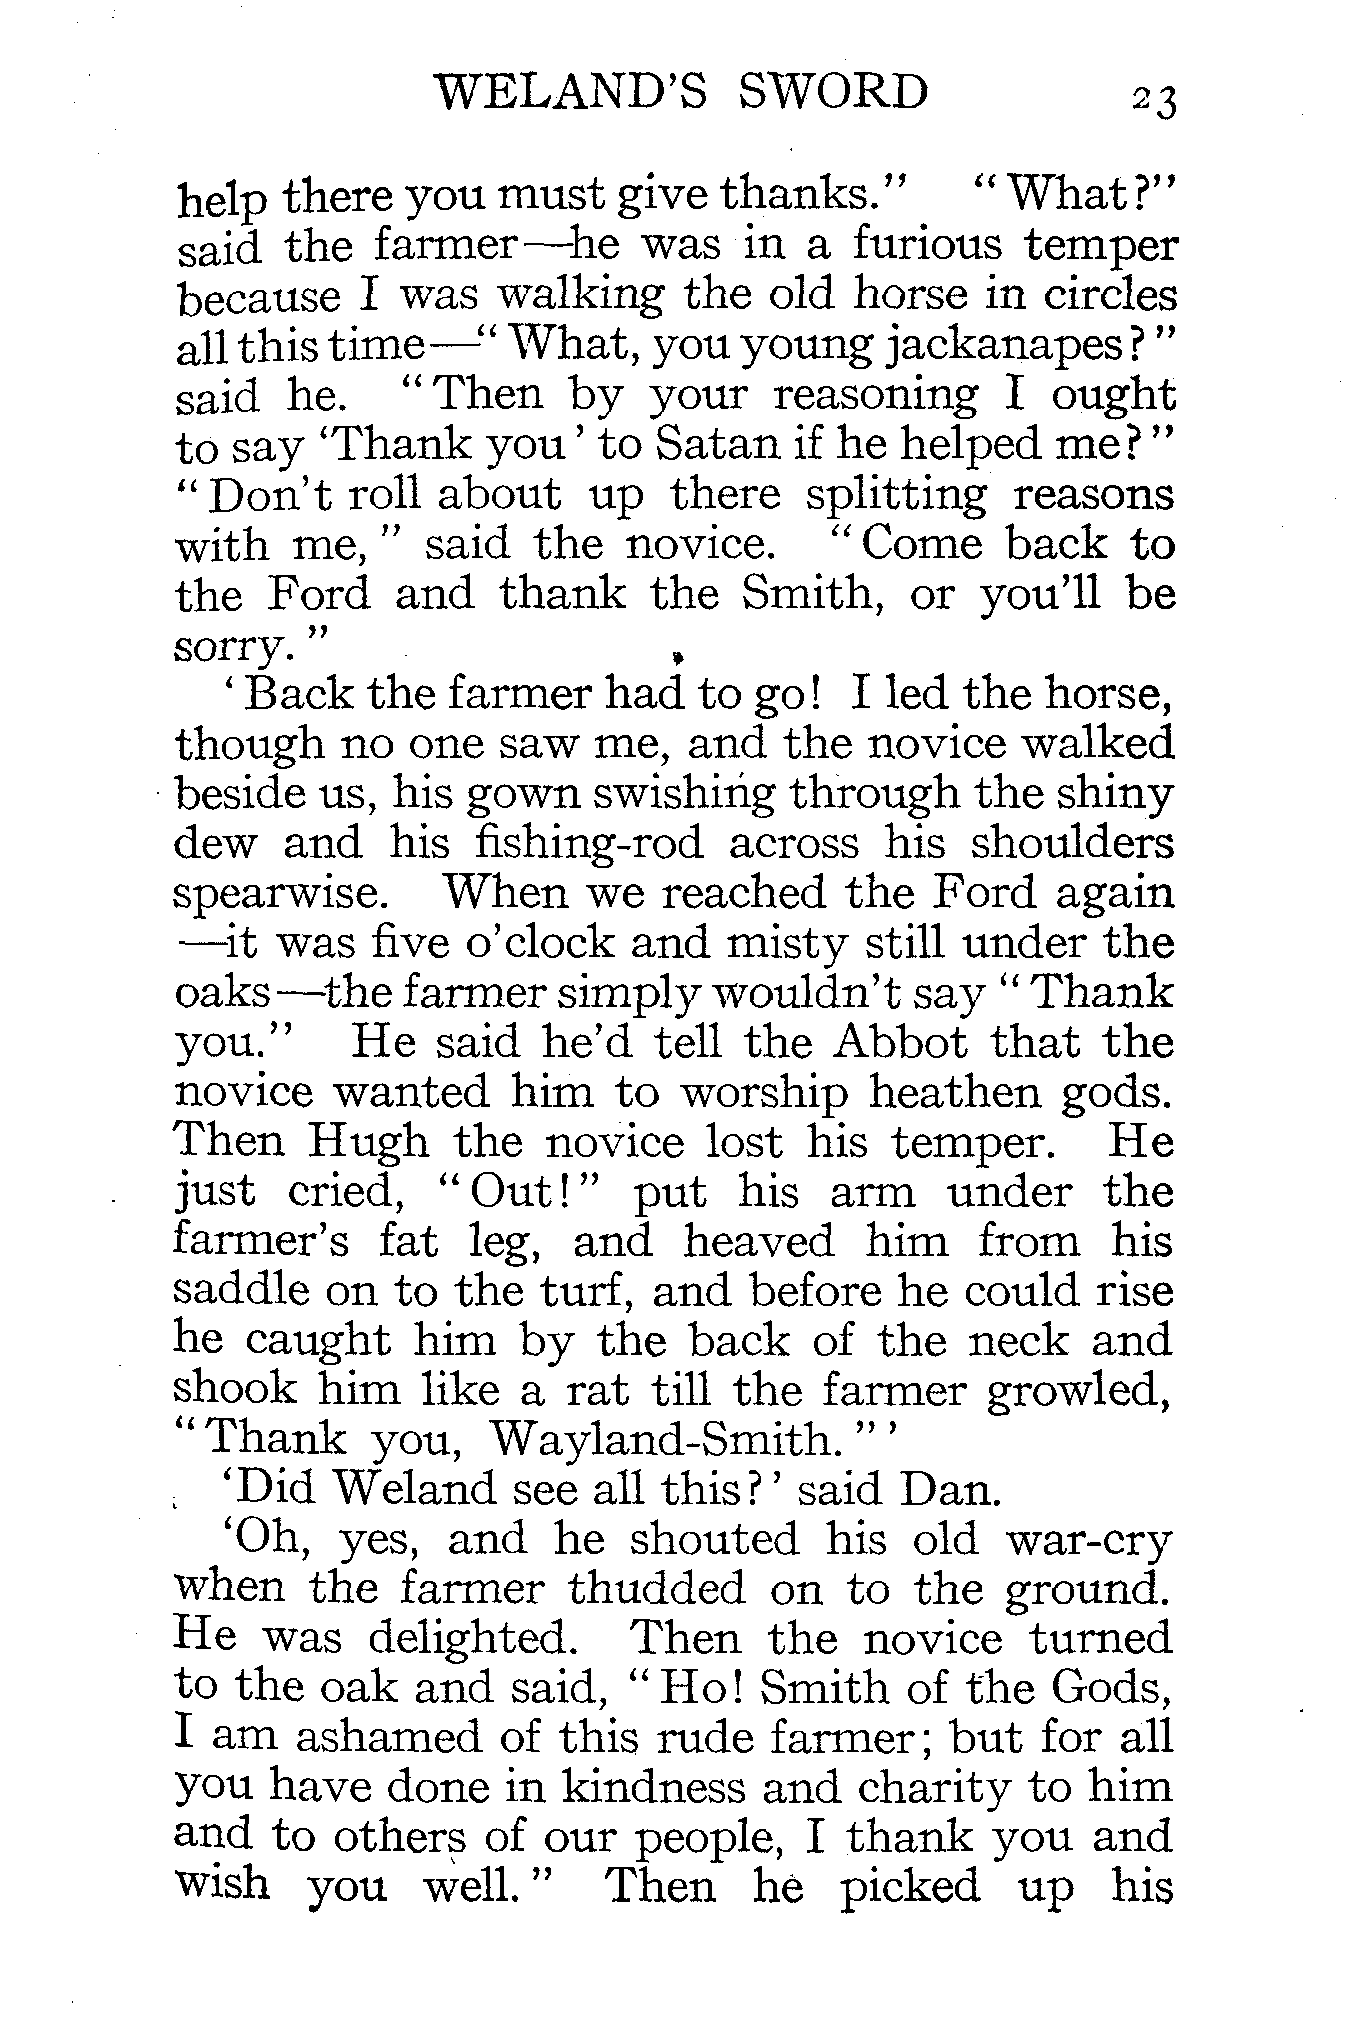 WELAND'S SWORD 23
help there you must give thanks." "What?"
said the farmer—he was in a furious temper
because I was walking the old horse in circles
all this time—"What, you young jackanapes?"
said he. "Then by your reasoning I ought
to say 'Thank you' to Satan if he helped me?"
"Don't roll about up there splitting reasons
with me," said the novice. "Come back to
the Ford and thank the Smith, or you'll be
sorry."
'Back the farmer had to go! I led the horse,
though no one saw me, and the novice walked
beside us, his gown swishing through the shiny
dew and his fishing-rod across his shoulders
spearwise. When we reached the Ford again
—it was five o'clock and misty still under the
oaks—the farmer simply wouldn't say "Thank
you." He said he'd tell the Abbot that the
novice wanted him to worship heathen gods.
Then Hugh the novice lost his temper. He
just cried, "Out!" put his arm under the
farmer's fat leg, and heaved him from his
saddle on to the turf, and before he could rise
he caught him by the back of the neck and
shook him like a rat till the farmer growled,
"Thank you, Wayland-Smith."'
'Did Weland see all this?' said Dan.
'Oh, yes, and he shouted his old war-cry
when the farmer thudded on to the ground.
He was delighted. Then the novice turned
to the oak and said, "Ho! Smith of the Gods,
I am ashamed of this rude farmer; but for all
you have done in kindness and charity to him
and to others of our people, I thank you and
wish you well." Then he picked up his